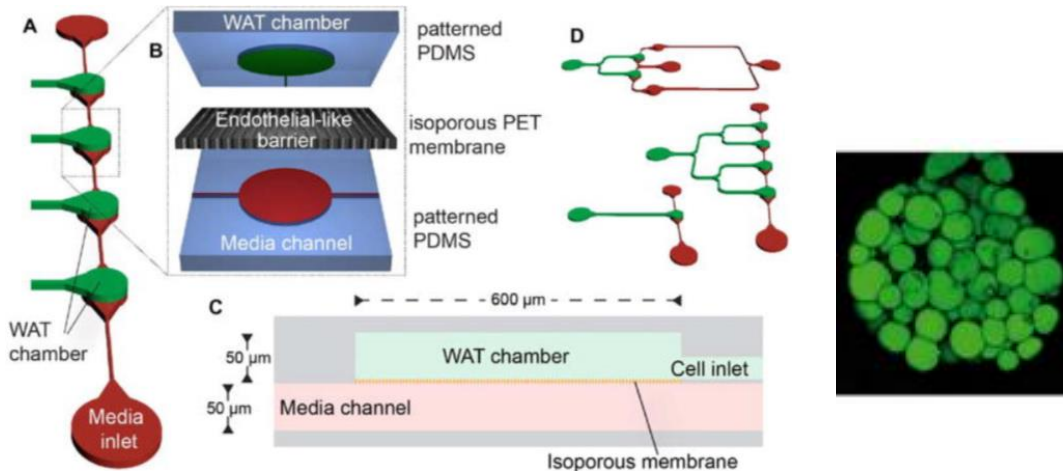 A
B
WAT chamber
patterned
PDMS
Endothelial-like
barrier
isoporous PET
membrane
Media channel
patterned
PDMS
WAT
chamber
Media
inlet
C
600 µm
50 µm
WAT chamber
Cell inlet
50 µm
Media channel
Isoporous membrane
D